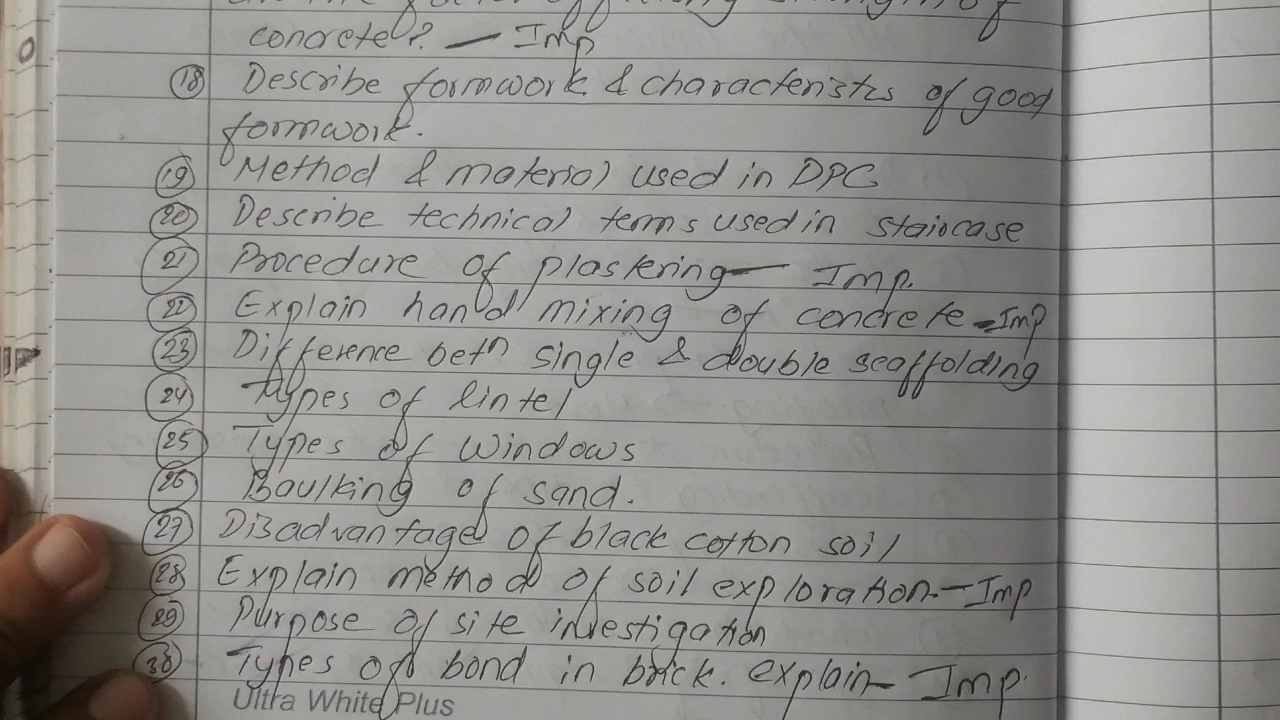 concrete? — Imp
18 Describe formwork & characteristcs of good
formwork.
19 Method & material used in DPC
20 Describe technical terms used in staircase
21 Procedure of plastering — Imp.
22 Explain hand mixing of concrete - Imp
23 Difference betn single & double scaffolding
24 Types of lintel
25 Types of windows
26 Baulking of sand.
27 Disadvantage of black cotton soil
28 Explain method of soil exploration - Imp
29 Purpose of site investigation
30 Types of bond in brick. explain - Imp.
Ultra White Plus